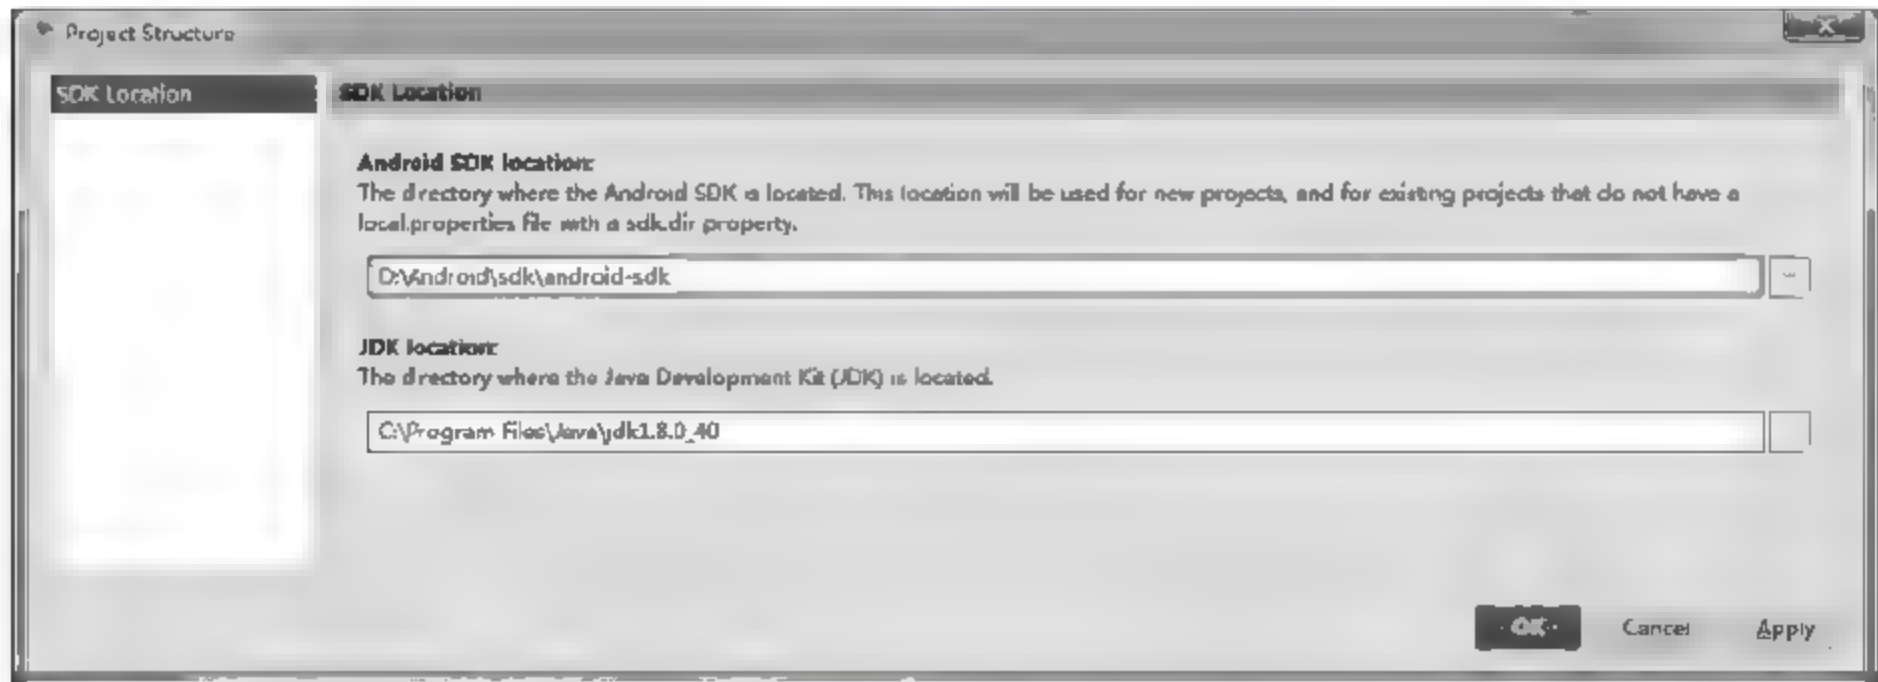 Project Structure
SDK Location
SDK Location
Android SDK location:
The directory where the Android SDK is located. This location will be used for new projects, and for existing projects that do not have a
local.properties file with a sdk.dir property.
D:\Android\sdk\android-sdk
...
JDK location:
The directory where the Java Development Kit (JDK) is located.
C:\Program Files\Java\jdk1.8.0_40
OK Cancel Apply